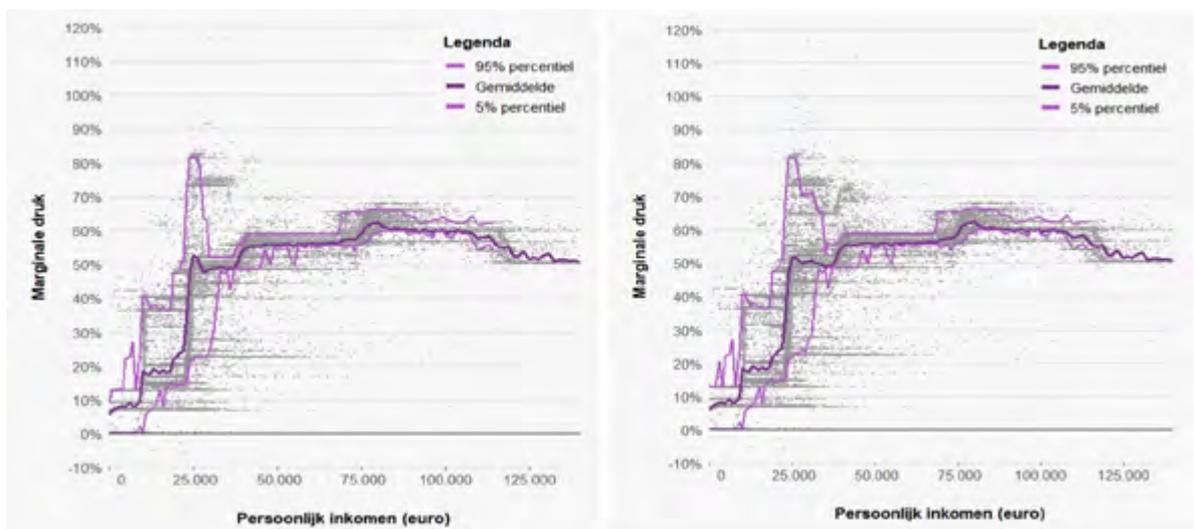 120%
110%
100%
90%
80%
70%
60%
50%
40%
30%
20%
10%
0%
-10%
Marginale druk
Legenda
95% percentiel
Gemiddelde
5% percentiel
0 25.000 50.000 75.000 100.000 125.000
Persoonlijk inkomen (euro)
120%
110%
100%
90%
80%
70%
60%
50%
40%
30%
20%
10%
0%
-10%
Marginale druk
Legenda
95% percentiel
Gemiddelde
5% percentiel
0 25.000 50.000 75.000 100.000 125.000
Persoonlijk inkomen (euro)